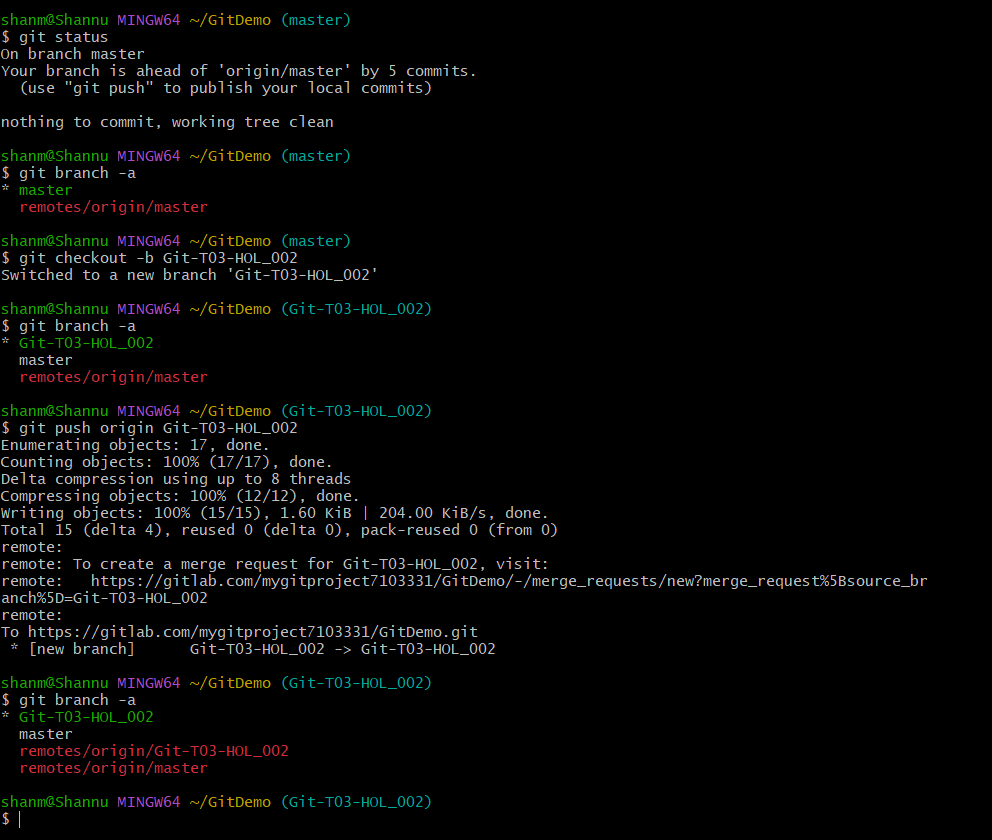 shanm@Shannu MINGW64 ~/GitDemo (master)
$ git status
On branch master
Your branch is ahead of 'origin/master' by 5 commits.
  (use "git push" to publish your local commits)

nothing to commit, working tree clean

shanm@Shannu MINGW64 ~/GitDemo (master)
$ git branch -a
* master
  remotes/origin/master

shanm@Shannu MINGW64 ~/GitDemo (master)
$ git checkout -b Git-T03-HOL_002
Switched to a new branch 'Git-T03-HOL_002'

shanm@Shannu MINGW64 ~/GitDemo (Git-T03-HOL_002)
$ git branch -a
* Git-T03-HOL_002
  master
  remotes/origin/master

shanm@Shannu MINGW64 ~/GitDemo (Git-T03-HOL_002)
$ git push origin Git-T03-HOL_002
Enumerating objects: 17, done.
Counting objects: 100% (17/17), done.
Delta compression using up to 8 threads
Compressing objects: 100% (12/12), done.
Writing objects: 100% (15/15), 1.60 KiB | 204.00 KiB/s, done.
Total 15 (delta 4), reused 0 (delta 0), pack-reused 0 (from 0)
remote:
remote: To create a merge request for Git-T03-HOL_002, visit:
remote:   https://gitlab.com/mygitproject7103331/GitDemo/-/merge_requests/new?merge_request%5Bsource_br
anch%5D=Git-T03-HOL_002
remote:
To https://gitlab.com/mygitproject7103331/GitDemo.git
 * [new branch]      Git-T03-HOL_002 -> Git-T03-HOL_002

shanm@Shannu MINGW64 ~/GitDemo (Git-T03-HOL_002)
$ git branch -a
* Git-T03-HOL_002
  master
  remotes/origin/Git-T03-HOL_002
  remotes/origin/master

shanm@Shannu MINGW64 ~/GitDemo (Git-T03-HOL_002)
$